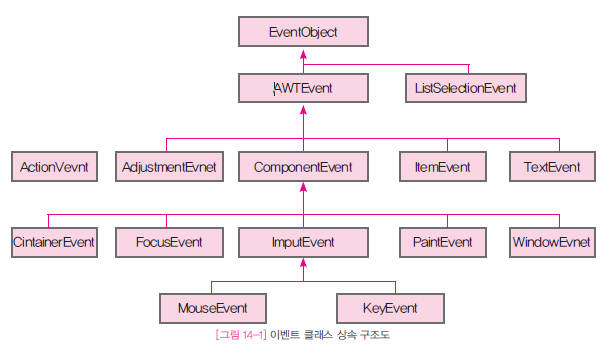 EventObject
AWTEvent
ListSelectionEvent
ActionVevnt
AdjustmentEvnet
ComponentEvent
ItemEvent
TextEvent
CintainerEvent
FocusEvent
ImputEvent
PaintEvent
WindowEvnet
MouseEvent
KeyEvent
[그림 14-1] 이벤트 클래스 상속 구조도